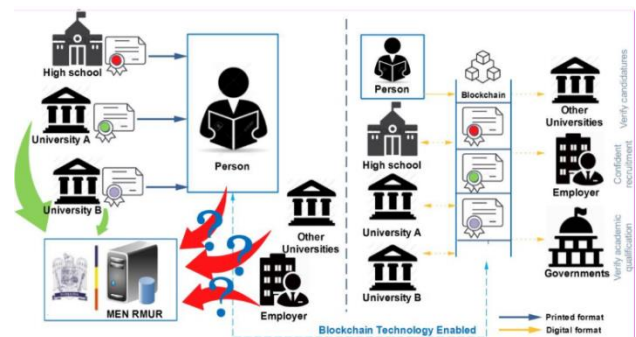 High school
University A
University B
Person
MEN RMUR
?
?
?
Other
Universities
Employer
Person
High school
University A
University B
Blockchain
Other
Universities
Employer
Governments
Verify candidatures
Confident
recruitment
Verify academic
qualification
Blockchain Technology Enabled
Printed format
Digital format